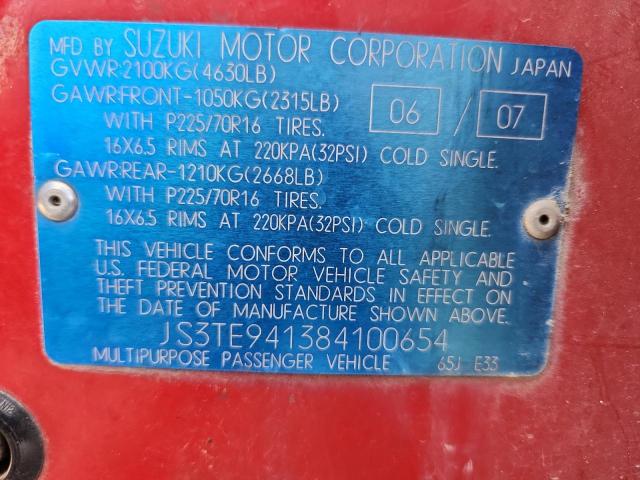 MFD BY SUZUKI MOTOR CORPORATION JAPAN
GVWR:2100KG(4630LB)
GAWR:FRONT-1050KG(2315LB) 06 / 07
WITH P225/70R16 TIRES.
16X6.5 RIMS AT 220KPA(32PSI) COLD SINGLE.
GAWR:REAR-1210KG(2668LB)
WITH P225/70R16 TIRES.
16X6.5 RIMS AT 220KPA(32PSI) COLD SINGLE.
THIS VEHICLE CONFORMS TO ALL APPLICABLE
U.S. FEDERAL MOTOR VEHICLE SAFETY AND
THEFT PREVENTION STANDARDS IN EFFECT ON
THE DATE OF MANUFACTURE SHOWN ABOVE.
JS3TE941384100654
MULTIPURPOSE PASSENGER VEHICLE 65J E33